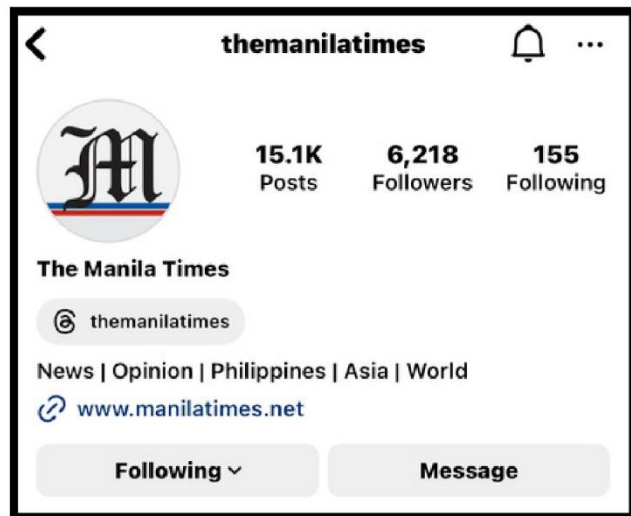 themanilatimes
M
15.1K 6,218 155
Posts Followers Following
The Manila Times
themanilatimes
News | Opinion | Philippines | Asia | World
www.manilatimes.net
Following Message